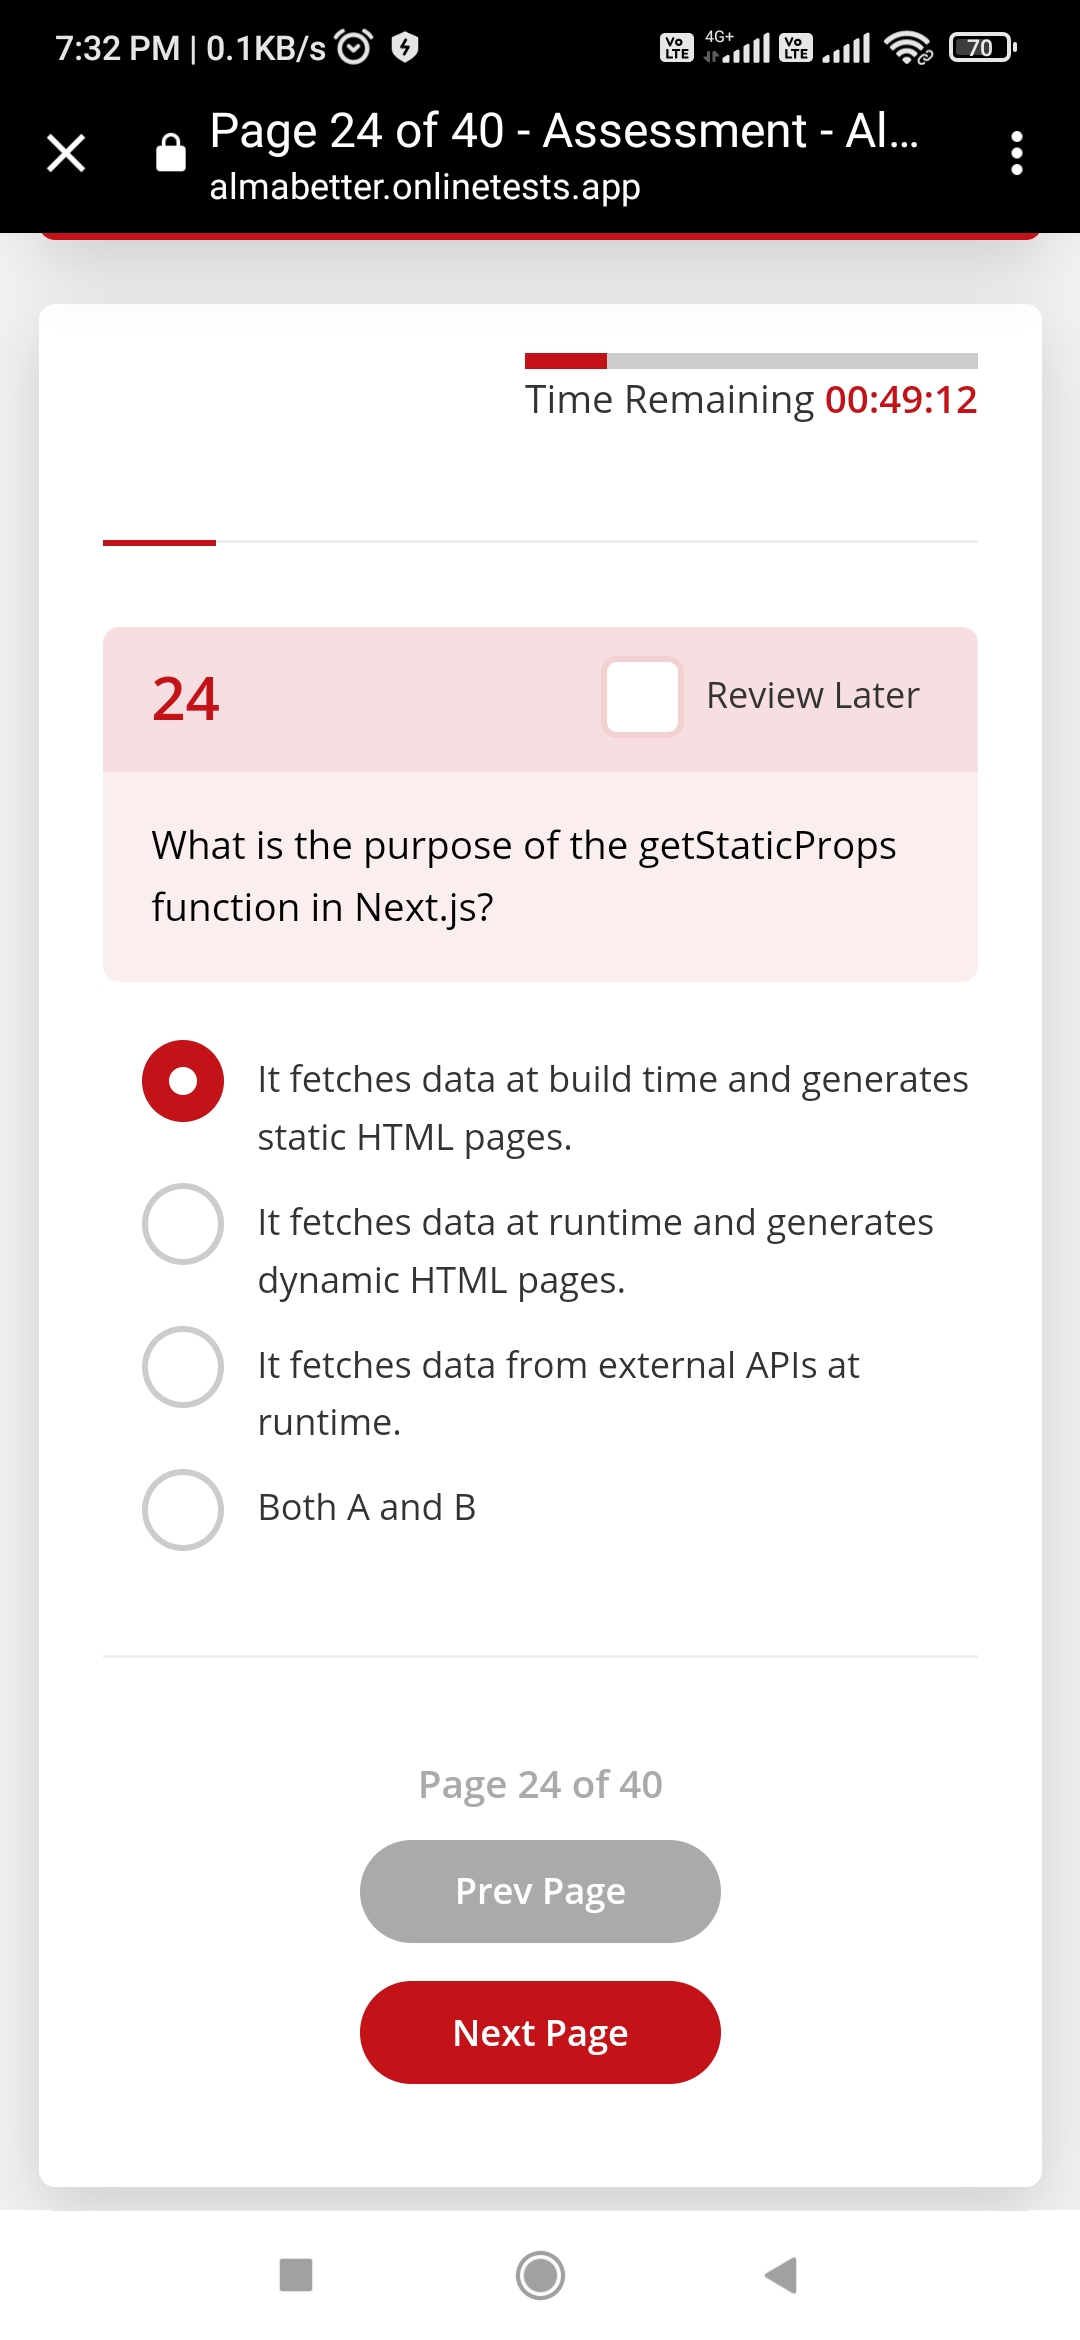 7:32 PM | 0.1KB/s
Vo LTE 4G+ Vo LTE 70
Page 24 of 40 - Assessment - Al...
almabetter.onlinetests.app
Time Remaining 00:49:12
24
Review Later
What is the purpose of the getStaticProps
function in Next.js?
It fetches data at build time and generates
static HTML pages.
It fetches data at runtime and generates
dynamic HTML pages.
It fetches data from external APIs at
runtime.
Both A and B
Page 24 of 40
Prev Page
Next Page